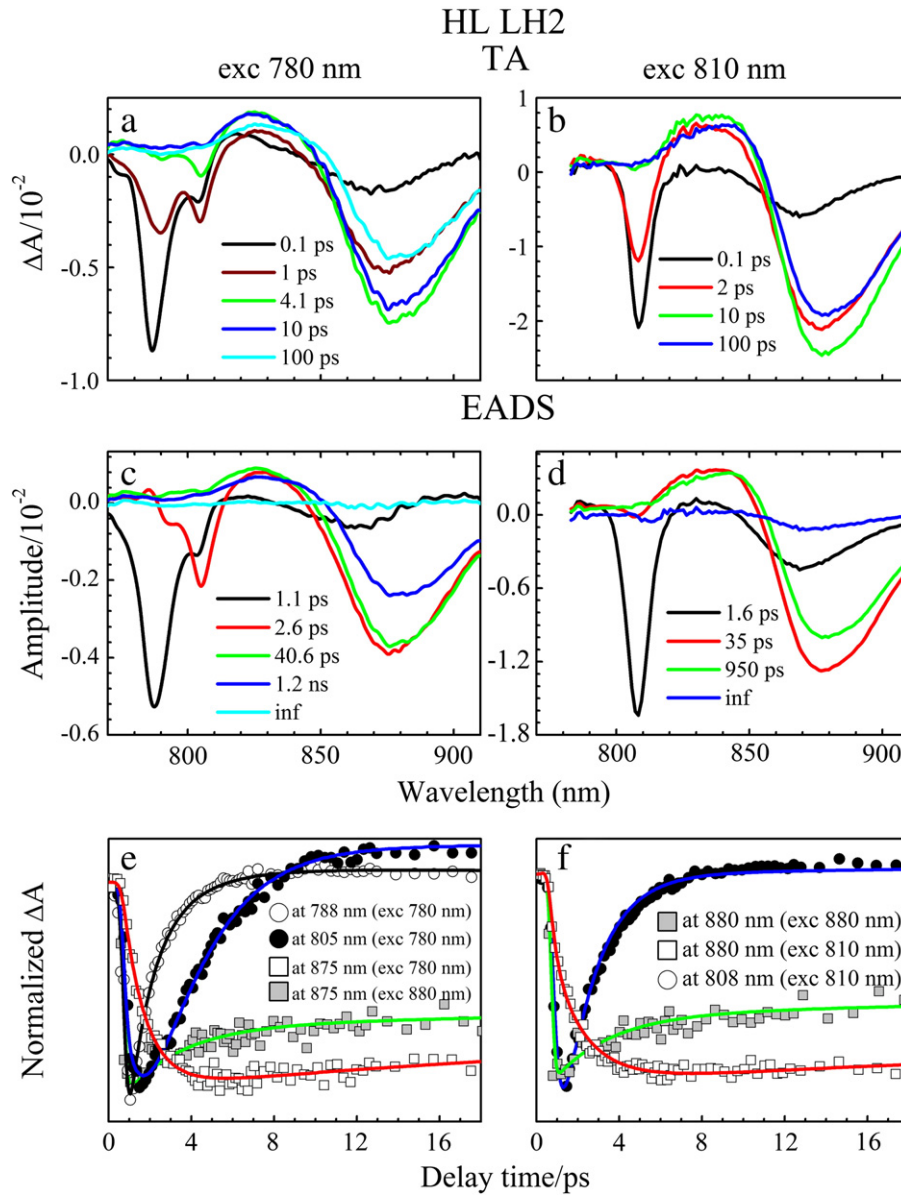 HL LH2
TA
exc 780 nm
exc 810 nm
a
ΔA/10⁻²
0.0
-0.5
-1.0
0.1 ps
1 ps
4.1 ps
10 ps
100 ps
b
1
0
-1
-2
0.1 ps
2 ps
10 ps
100 ps
EADS
c
Amplitude/10⁻²
0.0
-0.2
-0.4
-0.6
1.1 ps
2.6 ps
40.6 ps
1.2 ns
inf
800 850 900
d
0.0
-0.6
-1.2
-1.8
1.6 ps
35 ps
950 ps
inf
800 850 900
Wavelength (nm)
e
Normalized ΔA
at 788 nm (exc 780 nm)
at 805 nm (exc 780 nm)
at 875 nm (exc 780 nm)
at 875 nm (exc 880 nm)
0 4 8 12 16
f
at 880 nm (exc 880 nm)
at 880 nm (exc 810 nm)
at 808 nm (exc 810 nm)
0 4 8 12 16
Delay time/ps